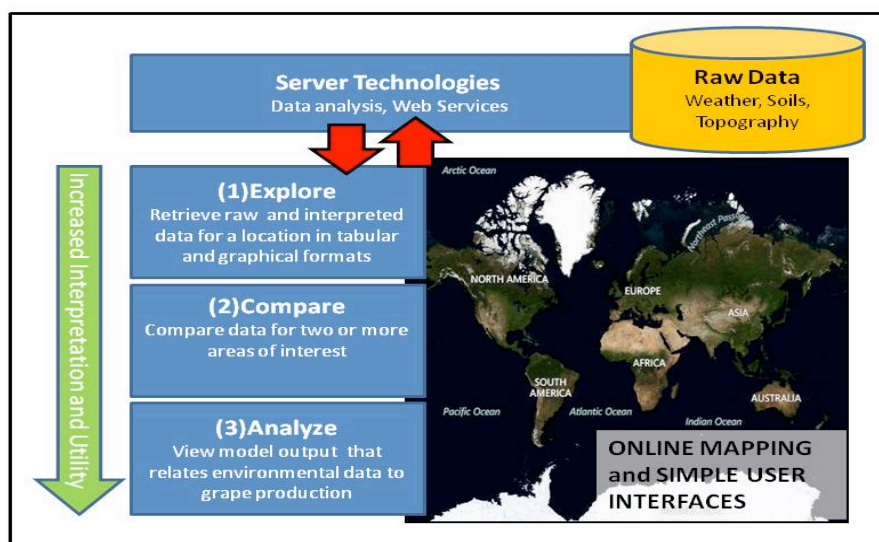 Server Technologies
Data analysis, Web Services
Raw Data
Weather, Soils,
Topography
Increased Interpretation and Utility
(1)Explore
Retrieve raw and interpreted
data for a location in tabular
and graphical formats
(2)Compare
Compare data for two or more
areas of interest
(3)Analyze
View model output that
relates environmental data to
grape production
Arctic Ocean
Northeast Passage
NORTH AMERICA
EUROPE
ASIA
AFRICA
SOUTH
AMERICA
AUSTRALIA
Pacific Ocean
Atlantic Ocean
Indian Ocean
ONLINE MAPPING
and SIMPLE USER
INTERFACES